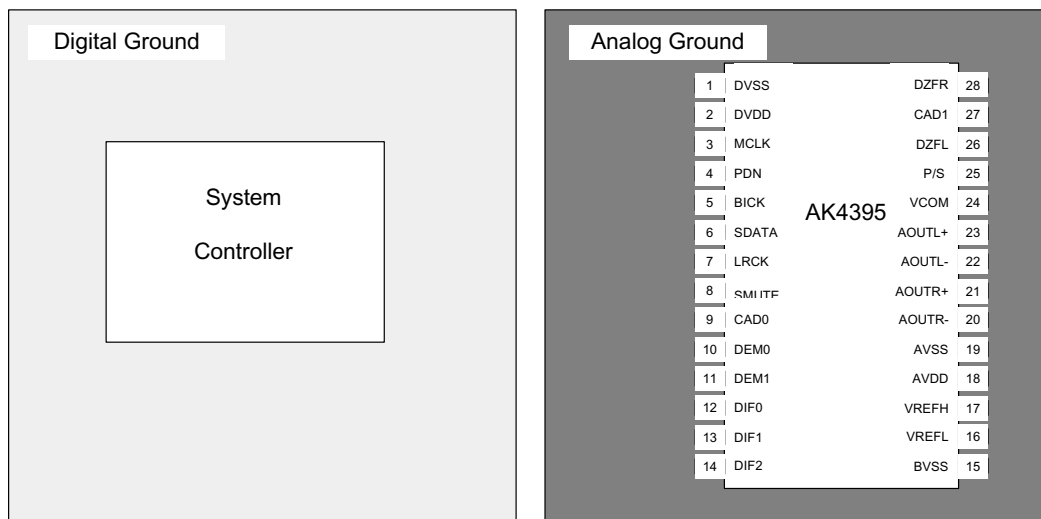 Digital Ground
System
Controller
Analog Ground
AK4395
1 DVSS
2 DVDD
3 MCLK
4 PDN
5 BICK
6 SDATA
7 LRCK
8 SMUTE
9 CAD0
10 DEM0
11 DEM1
12 DIF0
13 DIF1
14 DIF2
DZFR 28
CAD1 27
DZFL 26
P/S 25
VCOM 24
AOUTL+ 23
AOUTL- 22
AOUTR+ 21
AOUTR- 20
AVSS 19
AVDD 18
VREFH 17
VREFL 16
BVSS 15